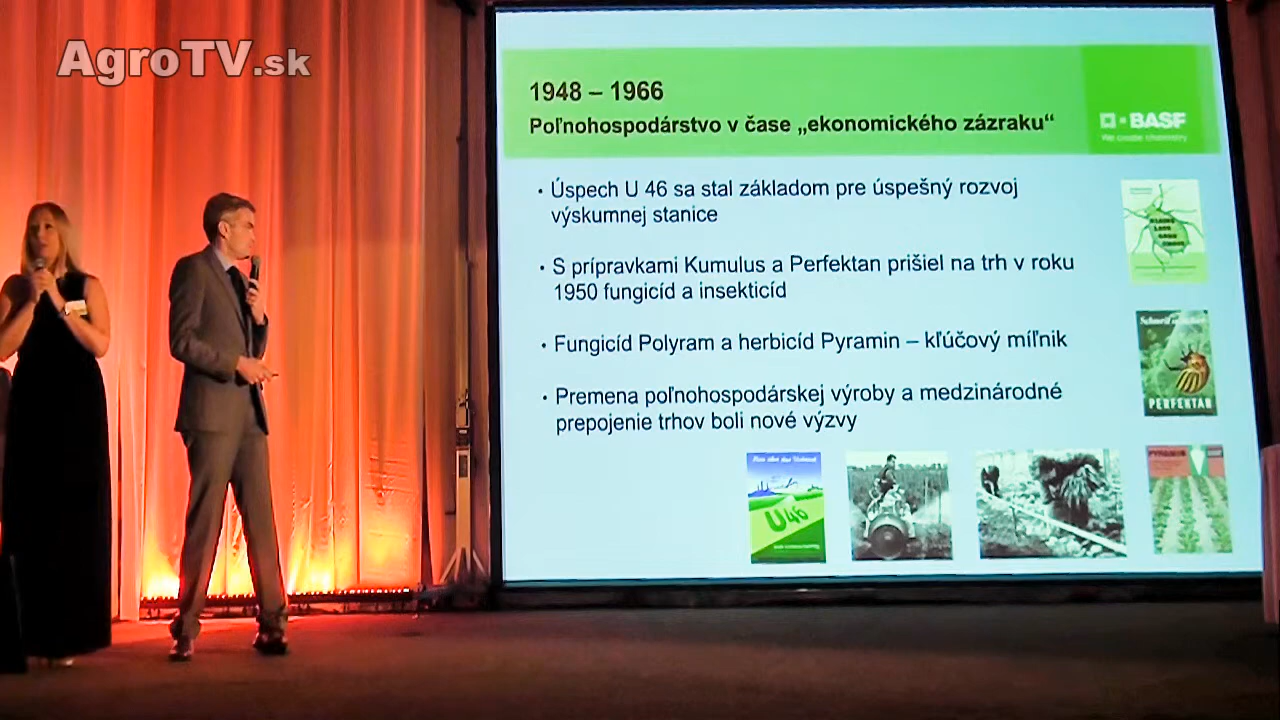 AgroTV.sk
1948 – 1966
Poľnohospodárstvo v čase „ekonomického zázraku“
BASF
We create chemistry
• Úspech U 46 sa stal základom pre úspešný rozvoj
výskumnej stanice
• S prípravkami Kumulus a Perfektan prišiel na trh v roku
1950 fungicíd a insekticíd
• Fungicíd Polyram a herbicíd Pyramin – kľúčový míľnik
• Premena poľnohospodárskej výroby a medzinárodné
prepojenie trhov boli nové výzvy
PERFEKTAN
U46
PYRAMIN